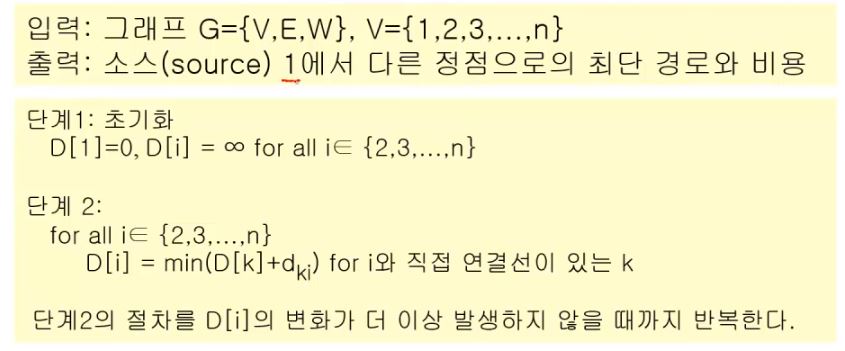 입력: 그래프 G={V,E,W}, V={1,2,3,...,n}
출력: 소스(source) 1에서 다른 정점으로의 최단 경로와 비용
단계1: 초기화
D[1]=0, D[i] = ∞ for all i∈ {2,3,...,n}
단계 2:
for all i∈ {2,3,...,n}
D[i] = min(D[k]+dki) for i와 직접 연결선이 있는 k
단계2의 절차를 D[i]의 변화가 더 이상 발생하지 않을 때까지 반복한다.